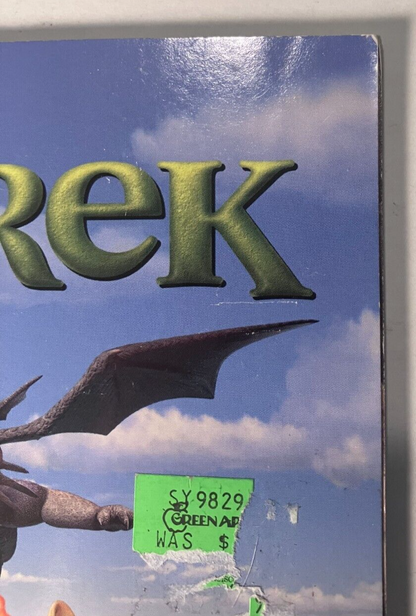 Rek
SY9829
GREEN AP
WAS $